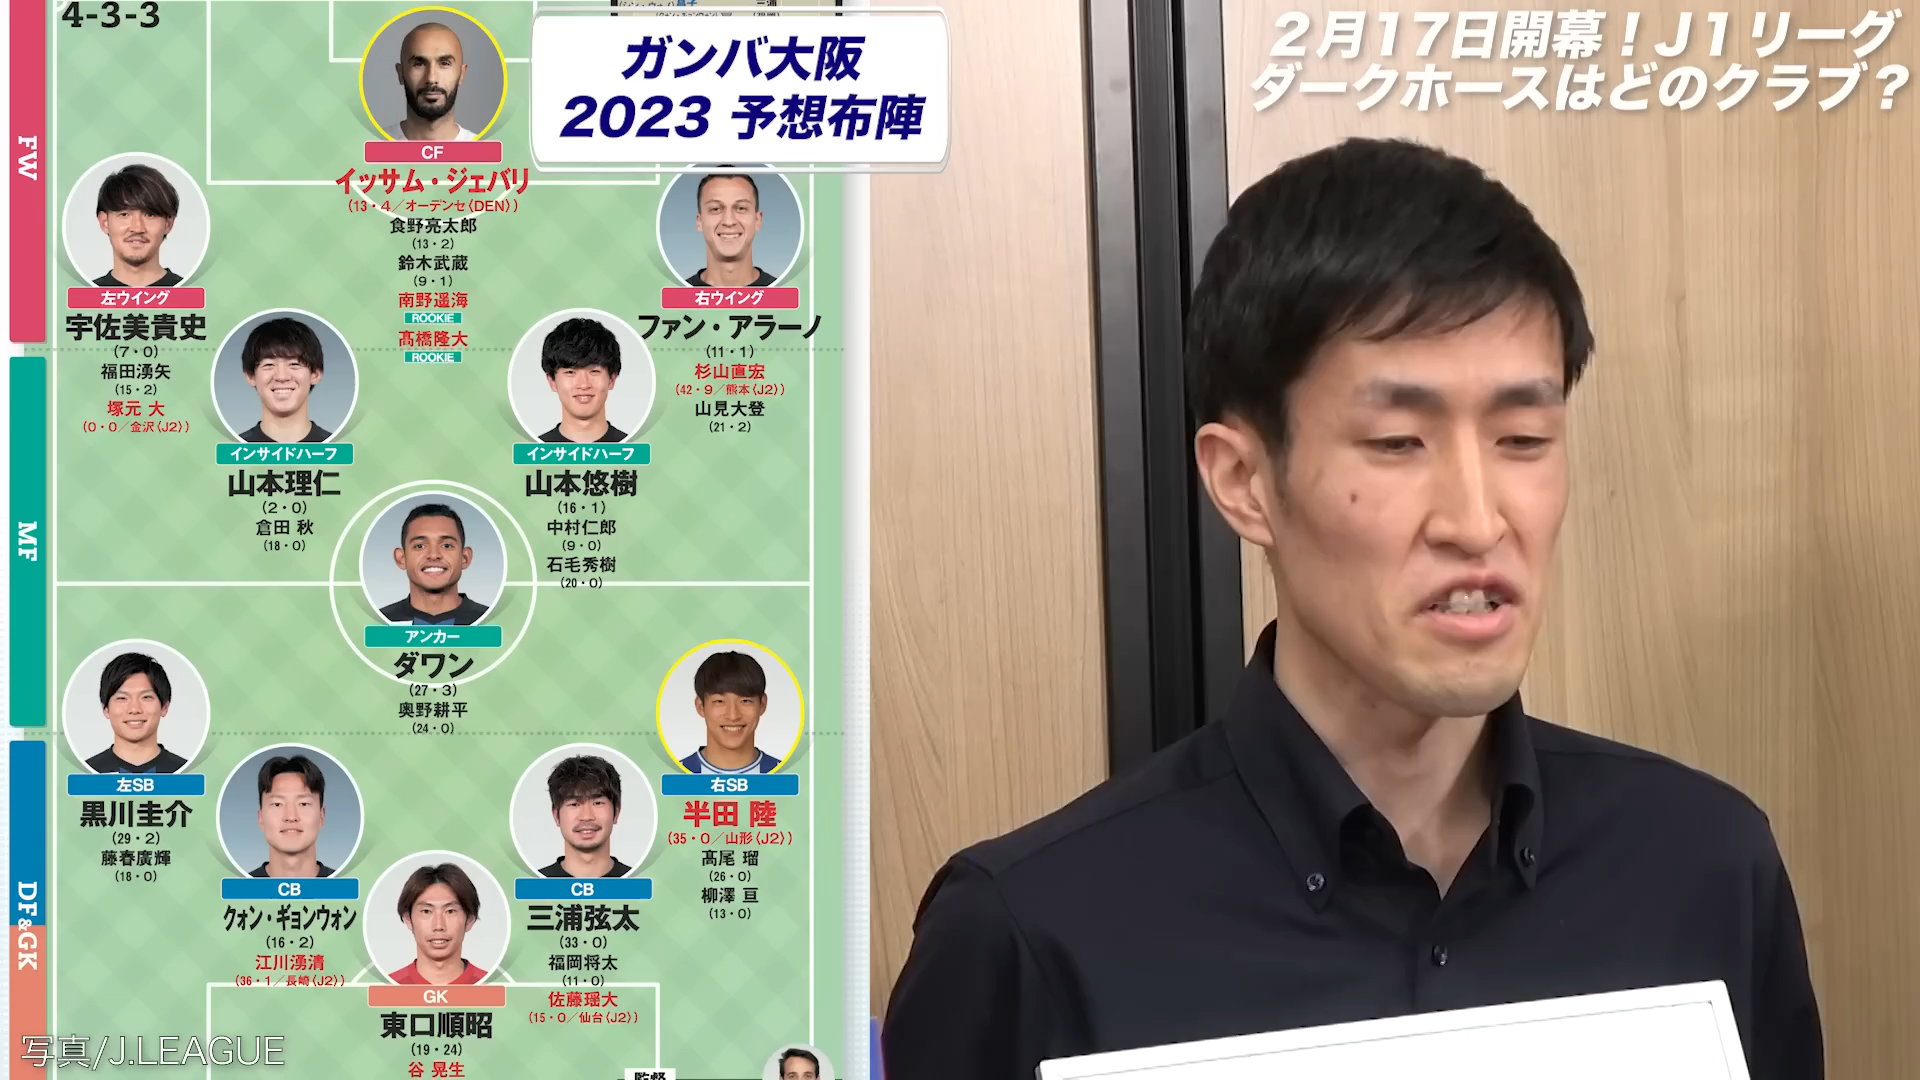 4-3-3
ガンバ大阪
2023 予想布陣
2月17日開幕！J1リーグ
ダークホースはどのクラブ？
FW
CF
イッサム・ジェバリ
(13・4／オーデンセ〈DEN〉)
食野亮太郎
(13・2)
鈴木武蔵
(9・1)
南野遥海
ROOKIE
髙橋隆大
ROOKIE
左ウイング
宇佐美貴史
(7・0)
福田湧矢
(15・2)
塚元 大
(0・0／金沢〈J2〉)
右ウイング
ファン・アラーノ
(11・1)
杉山直宏
(42・9／熊本〈J2〉)
山見大登
(21・2)
MF
インサイドハーフ
山本理仁
(2・0)
倉田 秋
(18・0)
インサイドハーフ
山本悠樹
(16・1)
中村仁郎
(9・0)
石毛秀樹
(20・0)
アンカー
ダワン
(27・3)
奥野耕平
(24・0)
DF&GK
左SB
黒川圭介
(29・2)
藤春廣輝
(18・0)
右SB
半田 陸
(35・0／山形〈J2〉)
髙尾 瑠
(26・0)
柳澤 亘
(13・0)
CB
クォン・ギョンウォン
(16・2)
江川湧清
(36・1／長崎〈J2〉)
CB
三浦弦太
(33・0)
福岡将太
(11・0)
佐藤瑶大
(15・0／仙台〈J2〉)
GK
東口順昭
(19・24)
谷 晃生
監督
写真/J.LEAGUE